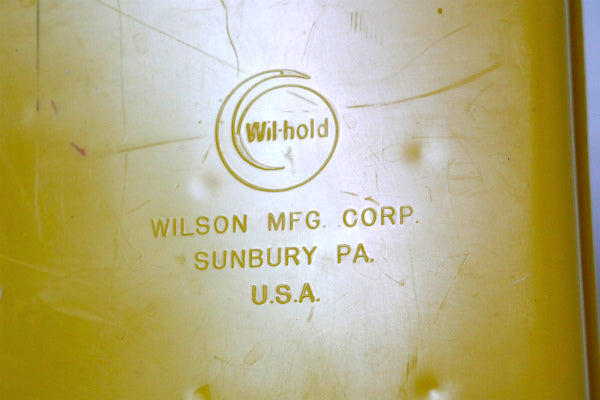 Wil-hold
WILSON MFG. CORP.
SUNBURY PA.
U.S.A.